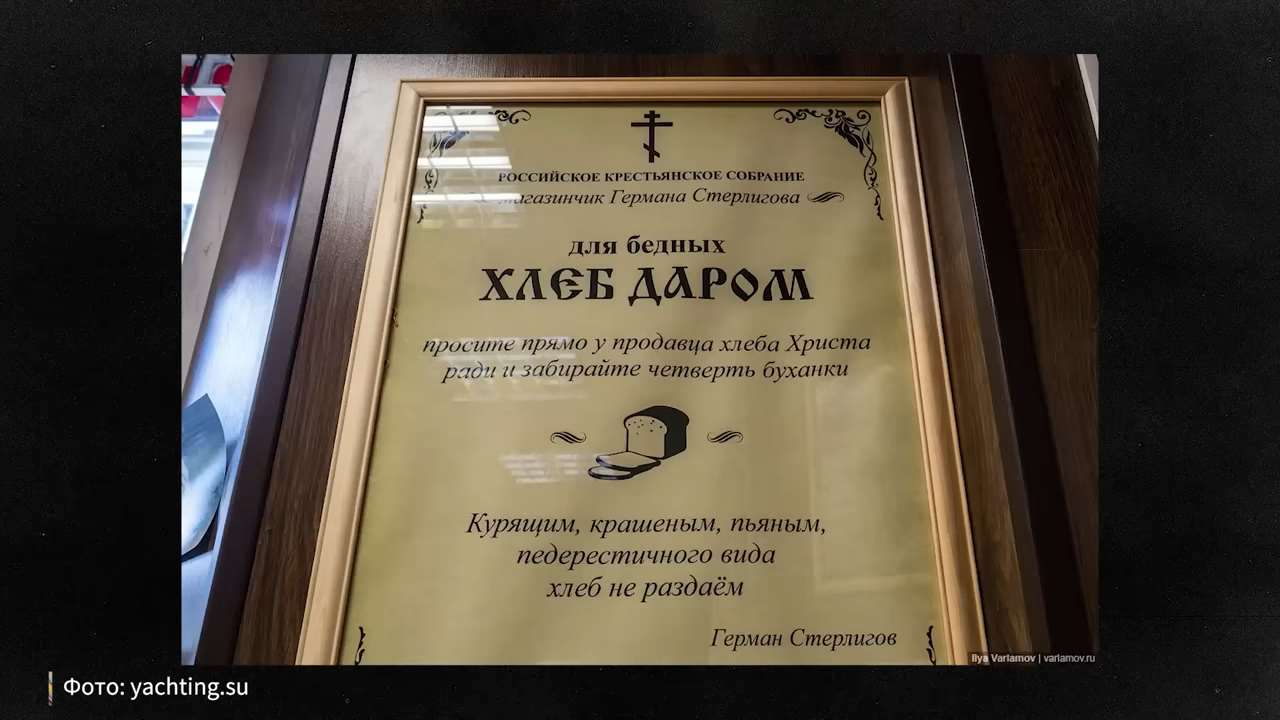 РОССИЙСКОЕ КРЕСТЬЯНСКОЕ СОБРАНИЕ
магазинчик Германа Стерлигова
для бедных
ХЛЕБ ДАРОМ
просите прямо у продавца хлеба Христа
ради и забирайте четверть буханки
Курящим, крашеным, пьяным,
педерестичного вида
хлеб не раздаём
Герман Стерлигов
Ilya Varlamov | varlamov.ru
Фото: yachting.su